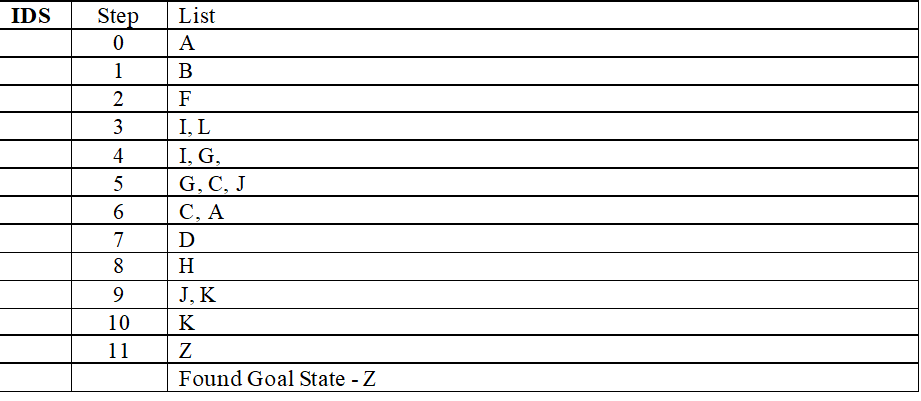 IDS Step List
0 A
1 B
2 F
3 I, L
4 I, G,
5 G, C, J
6 C, A
7 D
8 H
9 J, K
10 K
11 Z
Found Goal State - Z